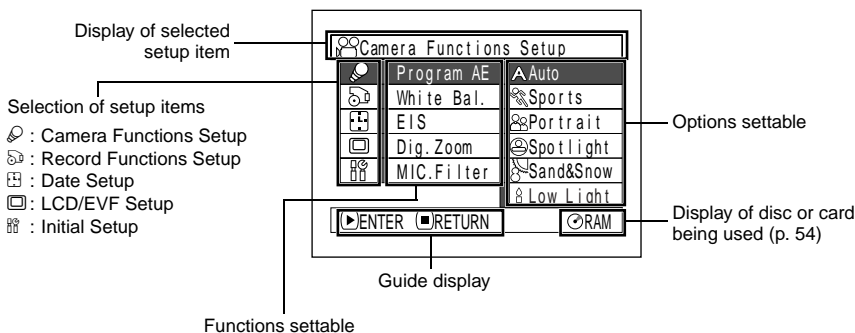 Display of selected
setup item
Camera Functions Setup
Selection of setup items
: Camera Functions Setup
: Record Functions Setup
: Date Setup
: LCD/EVF Setup
: Initial Setup
Program AE
White Bal.
EIS
Dig.Zoom
MIC.Filter
A Auto
Sports
Portrait
Spotlight
Sand&Snow
Low Light
Options settable
ENTER RETURN
RAM
Display of disc or card
being used (p. 54)
Guide display
Functions settable